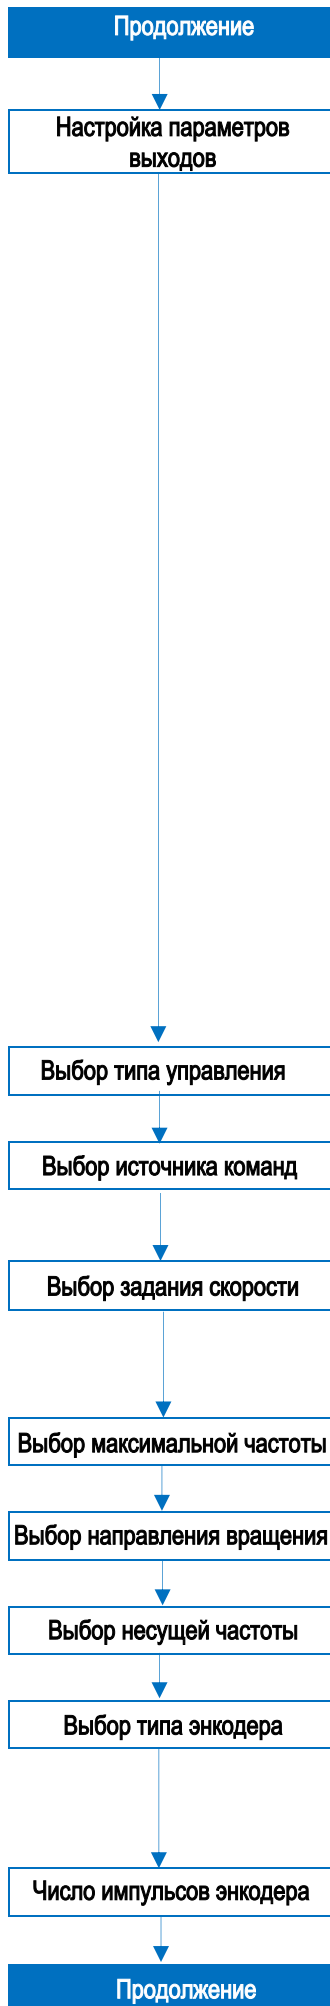 Продолжение
Настройка параметров
выходов
Выбор типа управления
Выбор источника команд
Выбор задания скорости
Выбор максимальной частоты
Выбор направления вращения
Выбор несущей частоты
Выбор типа энкодера
Число импульсов энкодера
Продолжение